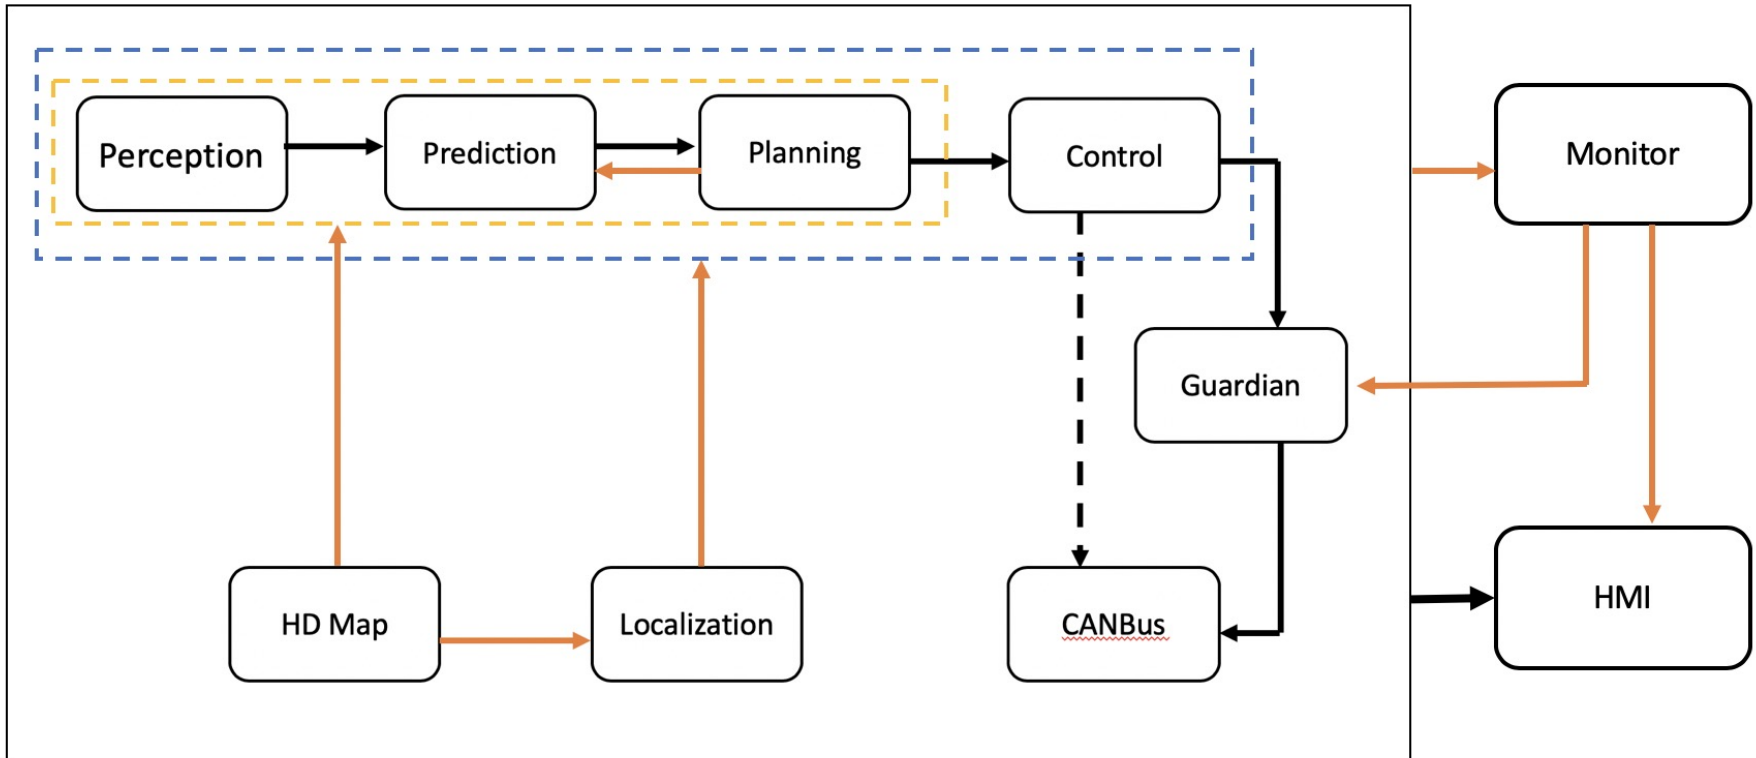 Perception
Prediction
Planning
Control
Monitor
Guardian
HD Map
Localization
CANBus
HMI